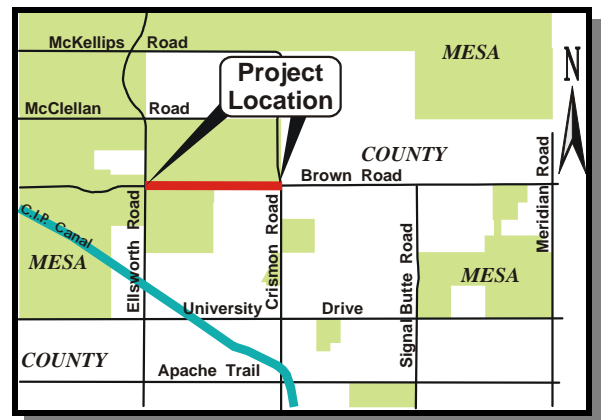 McKellips Road
MESA
N
Project
Location
McClellan Road
COUNTY
Brown Road
Meridian Road
C.I.P. Canal
Ellsworth Road
Crismon Road
Signal Butte Road
MESA
MESA
University Drive
COUNTY
Apache Trail